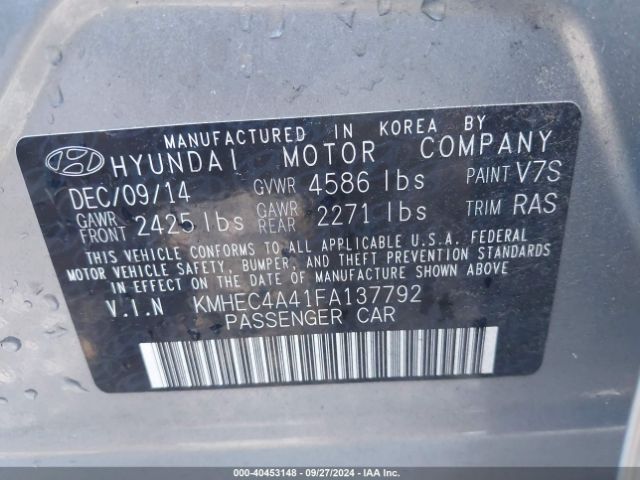 MANUFACTURED IN KOREA BY
HYUNDAI MOTOR COMPANY
DEC/09/14 GVWR 4586 lbs PAINT V7S
GAWR FRONT 2425 lbs GAWR REAR 2271 lbs TRIM RAS
THIS VEHICLE CONFORMS TO ALL APPLICABLE U.S.A. FEDERAL
MOTOR VEHICLE SAFETY, BUMPER, AND THEFT PREVENTION STANDARDS
IN EFFECT ON THE DATE OF MANUFACTURE SHOWN ABOVE
V.I.N KMHEC4A41FA137792
PASSENGER CAR
000-40453148 - 09/27/2024 - IAA Inc.